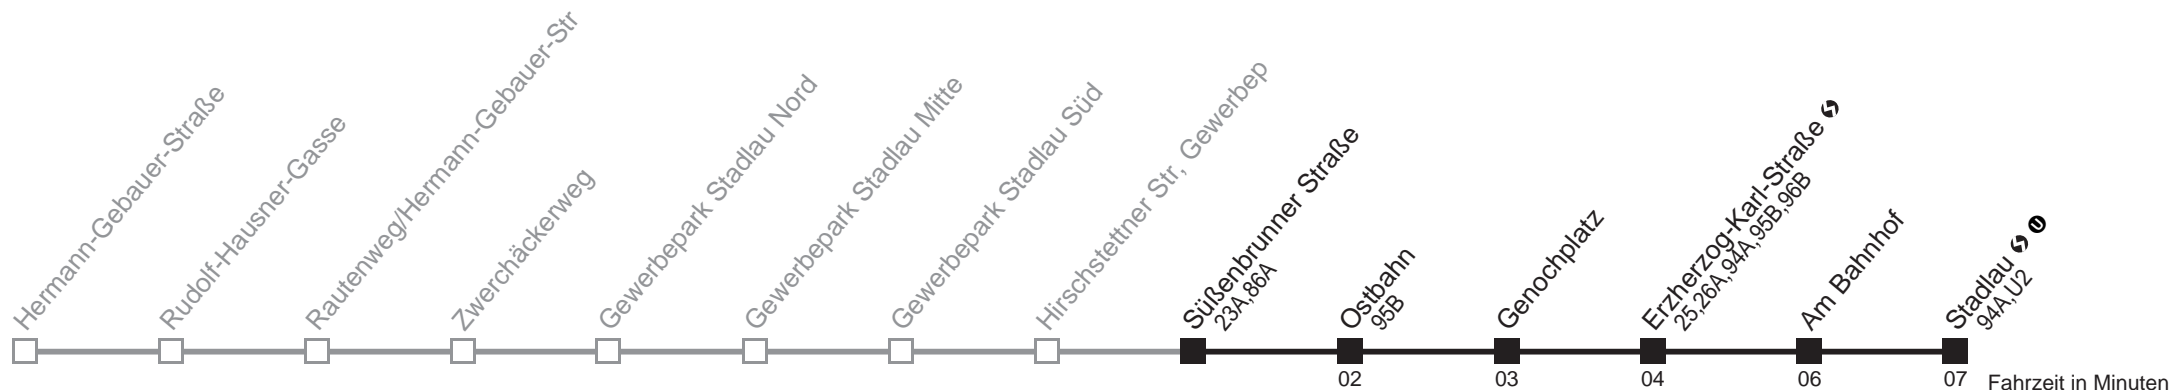 Hermann-Gebauer-Straße
Rudolf-Hausner-Gasse
Rautenweg/Hermann-Gebauer-Str
Zwerchäckerweg
Gewerbepark Stadlau Nord
Gewerbepark Stadlau Mitte
Gewerbepark Stadlau Süd
Hirschstettner Str, Gewerbep
Süßenbrunner Straße
23A,86A
Ostbahn
95B
Genochplatz
Erzherzog-Karl-Straße S
25,26A,94A,95B,96B
Am Bahnhof
Stadlau S U
94A,U2
02 03 04 06 07 Fahrzeit in Minuten